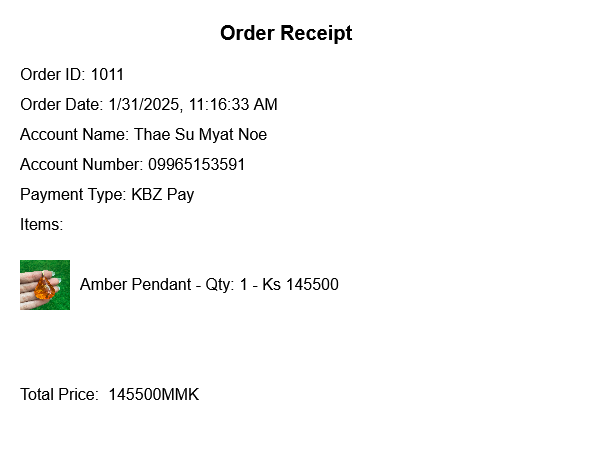 Order Receipt
Order ID: 1011
Order Date: 1/31/2025, 11:16:33 AM
Account Name: Thae Su Myat Noe
Account Number: 09965153591
Payment Type: KBZ Pay
Items:
Amber Pendant - Qty: 1 - Ks 145500
Total Price: 145500MMK